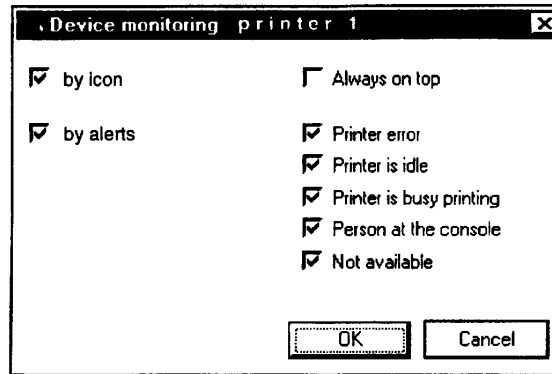 Device monitoring printer 1
by icon
Always on top
by alerts
Printer error
Printer is idle
Printer is busy printing
Person at the console
Not available
OK
Cancel